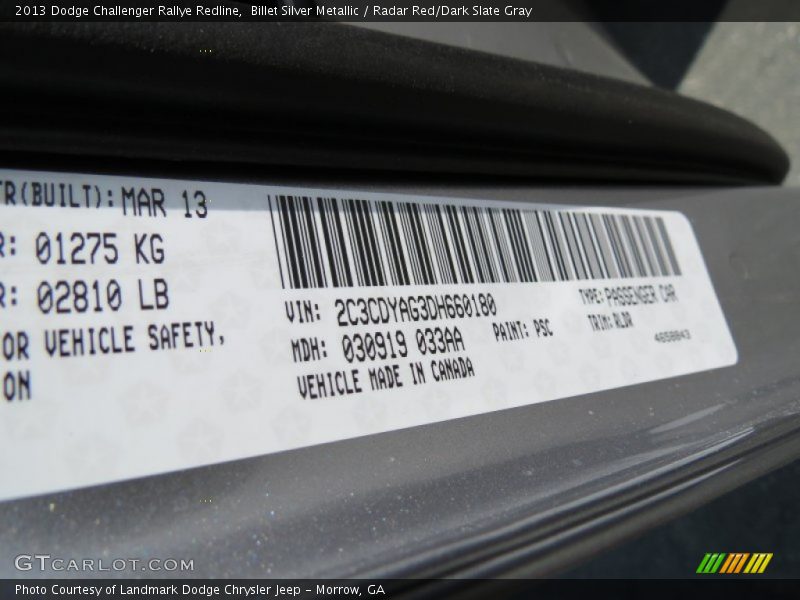 2013 Dodge Challenger Rallye Redline, Billet Silver Metallic / Radar Red/Dark Slate Gray
TR(BUILT): MAR 13
R: 01275 KG
R: 02810 LB
OR VEHICLE SAFETY,
ON
VIN: 2C3CDYAG3DH660180
TYPE: PASSENGER CAR
MDH: 030919 033AA
PAINT: PSC
TRIM: RLDR
4658043
VEHICLE MADE IN CANADA
GTCARLOT.COM
Photo Courtesy of Landmark Dodge Chrysler Jeep - Morrow, GA